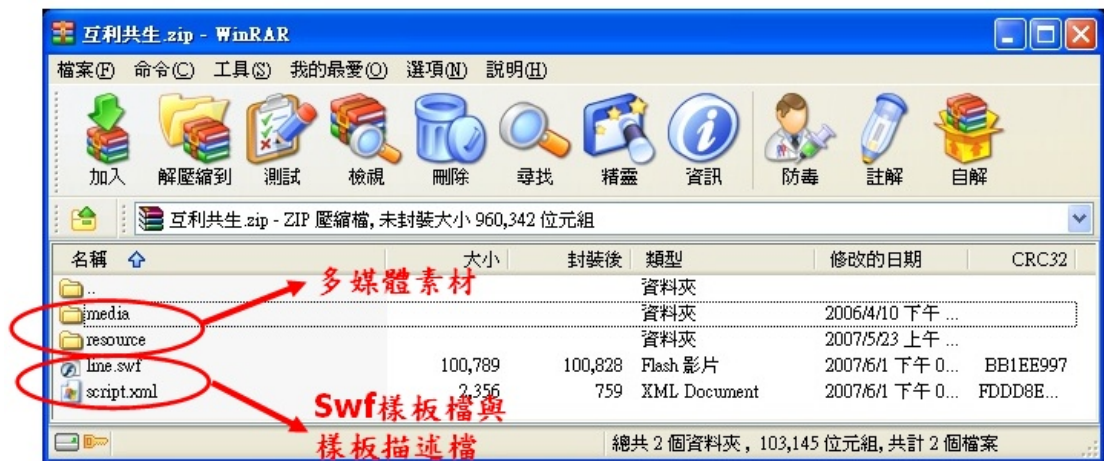 互利共生.zip - WinRAR
檔案(F) 命令(C) 工具(S) 我的最愛(O) 選項(N) 說明(H)
加入 解壓縮到 測試 檢視 刪除 尋找 精靈 資訊 防毒 註解 自解
互利共生.zip - ZIP 壓縮檔, 未封裝大小 960,342 位元組
名稱 大小 封裝後 類型 修改的日期 CRC32
.. 資料夾
多媒體素材
media 資料夾 2006/4/10 下午 ...
resource 資料夾 2007/5/23 上午 ...
line.swf 100,789 100,828 Flash 影片 2007/6/1 下午 0... BB1EE997
script.xml 2,356 759 XML Document 2007/6/1 下午 0... FDDD8E...
Swf樣板檔與
樣板描述檔
總共 2 個資料夾, 103,145 位元組, 共計 2 個檔案